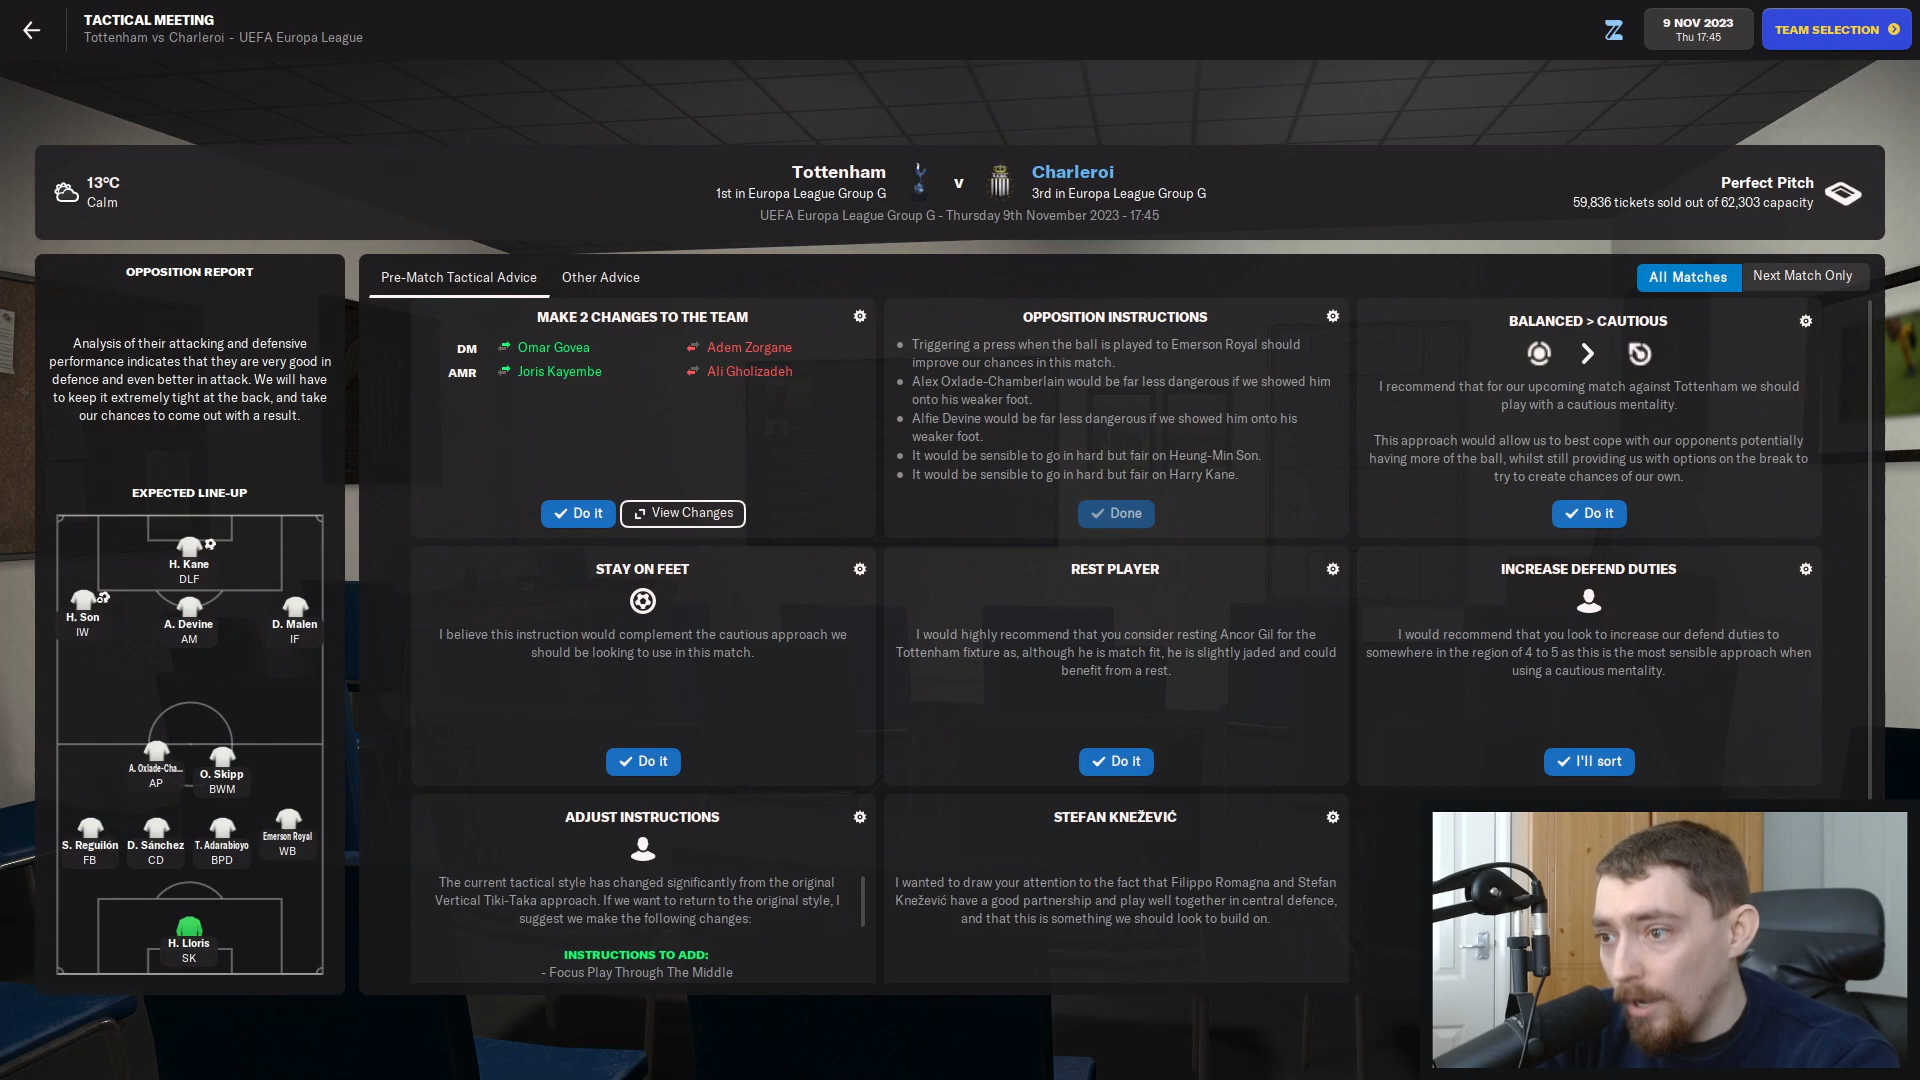 TACTICAL MEETING
Tottenham vs Charleroi - UEFA Europa League
9 NOV 2023
Thu 17:45
TEAM SELECTION
13°C
Calm
Tottenham
v
Charleroi
1st in Europa League Group G
3rd in Europa League Group G
UEFA Europa League Group G - Thursday 9th November 2023 - 17:45
Perfect Pitch
59,836 tickets sold out of 62,303 capacity
OPPOSITION REPORT
Analysis of their attacking and defensive
performance indicates that they are very good in
defence and even better in attack. We will have
to keep it extremely tight at the back, and take
our chances to come out with a result.
EXPECTED LINE-UP
H. Kane
DLF
H. Son
IW
A. Devine
AM
D. Malen
IF
A. Oxlade-Cha...
AP
O. Skipp
BWM
S. Reguilón
FB
D. Sánchez
CD
T. Adarabioyo
BPD
Emerson Royal
WB
H. Lloris
SK
Pre-Match Tactical Advice
Other Advice
All Matches
Next Match Only
MAKE 2 CHANGES TO THE TEAM
DM Omar Govea Adem Zorgane
AMR Joris Kayembe Ali Gholizadeh
Do it
View Changes
OPPOSITION INSTRUCTIONS
Triggering a press when the ball is played to Emerson Royal should
improve our chances in this match.
Alex Oxlade-Chamberlain would be far less dangerous if we showed him
onto his weaker foot.
Alfie Devine would be far less dangerous if we showed him onto his
weaker foot.
It would be sensible to go in hard but fair on Heung-Min Son.
It would be sensible to go in hard but fair on Harry Kane.
Done
BALANCED > CAUTIOUS
I recommend that for our upcoming match against Tottenham we should
play with a cautious mentality.
This approach would allow us to best cope with our opponents potentially
having more of the ball, whilst still providing us with options on the break to
try to create chances of our own.
Do it
STAY ON FEET
I believe this instruction would complement the cautious approach we
should be looking to use in this match.
Do it
REST PLAYER
I would highly recommend that you consider resting Ancor Gil for the
Tottenham fixture as, although he is match fit, he is slightly jaded and could
benefit from a rest.
Do it
INCREASE DEFEND DUTIES
I would recommend that you look to increase our defend duties to
somewhere in the region of 4 to 5 as this is the most sensible approach when
using a cautious mentality.
I'll sort
ADJUST INSTRUCTIONS
The current tactical style has changed significantly from the original
Vertical Tiki-Taka approach. If we want to return to the original style, I
suggest we make the following changes:
INSTRUCTIONS TO ADD:
- Focus Play Through The Middle
STEFAN KNEŽEVIĆ
I wanted to draw your attention to the fact that Filippo Romagna and Stefan
Knežević have a good partnership and play well together in central defence,
and that this is something we should look to build on.